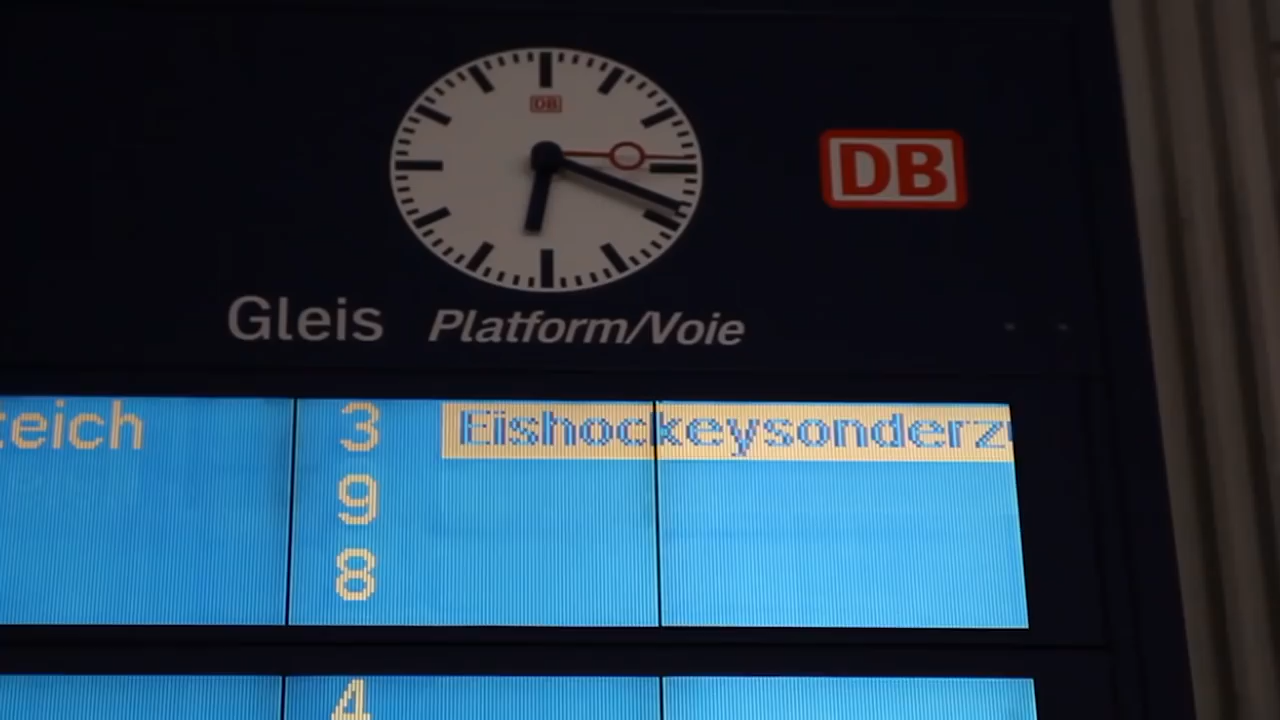 DB
DB
Gleis Platform/Voie
teich 3 Eishockeysonderz
9
8
4